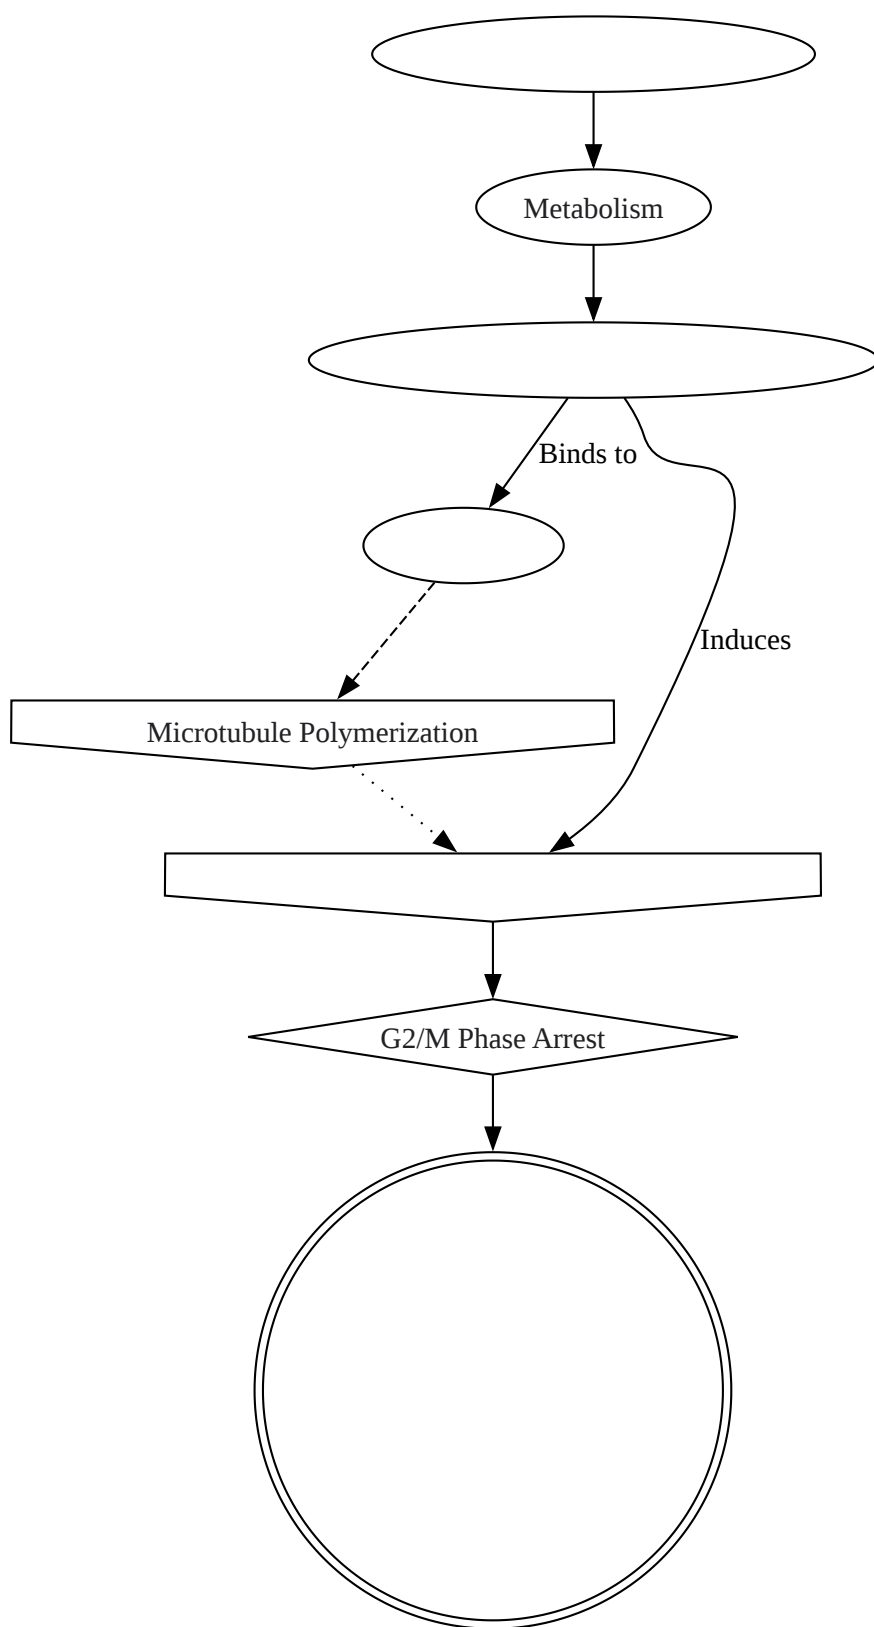 Metabolism
Binds to
Induces
Microtubule Polymerization
G2/M Phase Arrest